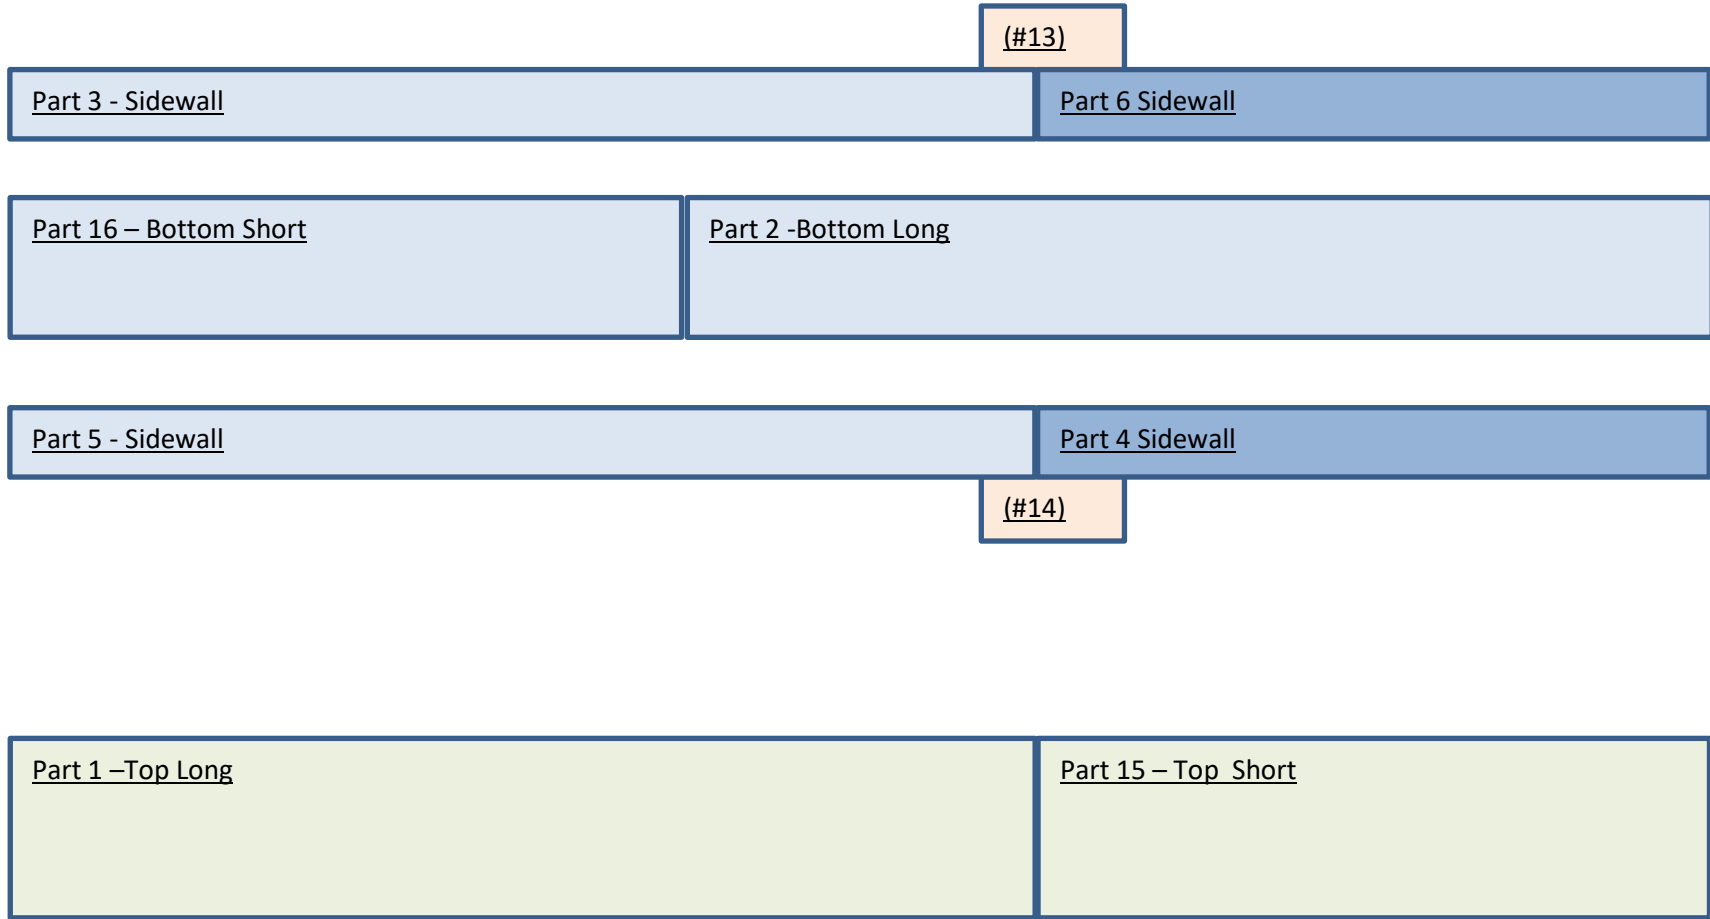 (#13)
Part 3 - Sidewall
Part 6 Sidewall
Part 16 – Bottom Short
Part 2 -Bottom Long
Part 5 - Sidewall
Part 4 Sidewall
(#14)
Part 1 –Top Long
Part 15 – Top  Short